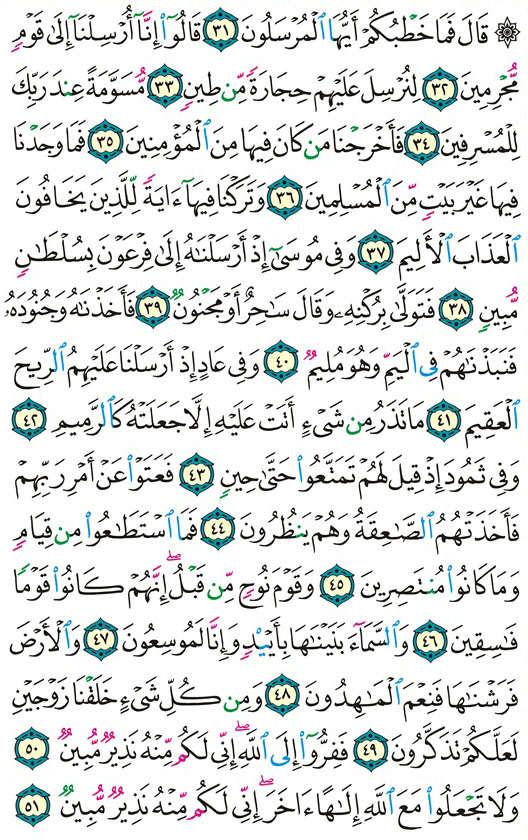 ۞ قَالَ فَمَا خَطْبُكُمْ أَيُّهَا ٱلْمُرْسَلُونَ ٣١ قَالُوٓا۟ إِنَّآ أُرْسِلْنَآ إِلَىٰ قَوْمٍ
مُّجْرِمِينَ ٣٢ لِنُرْسِلَ عَلَيْهِمْ حِجَارَةً مِّن طِينٍ ٣٣ مُّسَوَّمَةً عِندَ رَبِّكَ
لِلْمُسْرِفِينَ ٣٤ فَأَخْرَجْنَا مَن كَانَ فِيهَا مِنَ ٱلْمُؤْمِنِينَ ٣٥ فَمَا وَجَدْنَا
فِيهَا غَيْرَ بَيْتٍ مِّنَ ٱلْمُسْلِمِينَ ٣٦ وَتَرَكْنَا فِيهَآ ءَايَةً لِّلَّذِينَ يَخَافُونَ
ٱلْعَذَابَ ٱلْأَلِيمَ ٣٧ وَفِى مُوسَىٰٓ إِذْ أَرْسَلْنَـٰهُ إِلَىٰ فِرْعَوْنَ بِسُلْطَـٰنٍ
مُّبِينٍ ٣٨ فَتَوَلَّىٰ بِرُكْنِهِۦ وَقَالَ سَـٰحِرٌ أَوْ مَجْنُونٌ ٣٩ فَأَخَذْنَـٰهُ وَجُنُودَهُۥ
فَنَبَذْنَـٰهُمْ فِى ٱلْيَمِّ وَهُوَ مُلِيمٌ ٤٠ وَفِى عَادٍ إِذْ أَرْسَلْنَا عَلَيْهِمُ ٱلرِّيحَ
ٱلْعَقِيمَ ٤١ مَا تَذَرُ مِن شَىْءٍ أَتَتْ عَلَيْهِ إِلَّا جَعَلَتْهُ كَٱلرَّمِيمِ ٤٢
وَفِى ثَمُودَ إِذْ قِيلَ لَهُمْ تَمَتَّعُوا۟ حَتَّىٰ حِينٍ ٤٣ فَعَتَوْا۟ عَنْ أَمْرِ رَبِّهِمْ
فَأَخَذَتْهُمُ ٱلصَّـٰعِقَةُ وَهُمْ يَنظُرُونَ ٤٤ فَمَا ٱسْتَطَـٰعُوا۟ مِن قِيَامٍ
وَمَا كَانُوا۟ مُنتَصِرِينَ ٤٥ وَقَوْمَ نُوحٍ مِّن قَبْلُ ۖ إِنَّهُمْ كَانُوا۟ قَوْمًا
فَـٰسِقِينَ ٤٦ وَٱلسَّمَآءَ بَنَيْنَـٰهَا بِأَيْي۟دٍ وَإِنَّا لَمُوسِعُونَ ٤٧ وَٱلْأَرْضَ
فَرَشْنَـٰهَا فَنِعْمَ ٱلْمَـٰهِدُونَ ٤٨ وَمِن كُلِّ شَىْءٍ خَلَقْنَا زَوْجَيْنِ
لَعَلَّكُمْ تَذَكَّرُونَ ٤٩ فَفِرُّوٓا۟ إِلَى ٱللَّهِ ۖ إِنِّى لَكُم مِّنْهُ نَذِيرٌ مُّبِينٌ ٥٠
وَلَا تَجْعَلُوا۟ مَعَ ٱللَّهِ إِلَـٰهًا ءَاخَرَ ۖ إِنِّى لَكُم مِّنْهُ نَذِيرٌ مُّبِينٌ ٥١